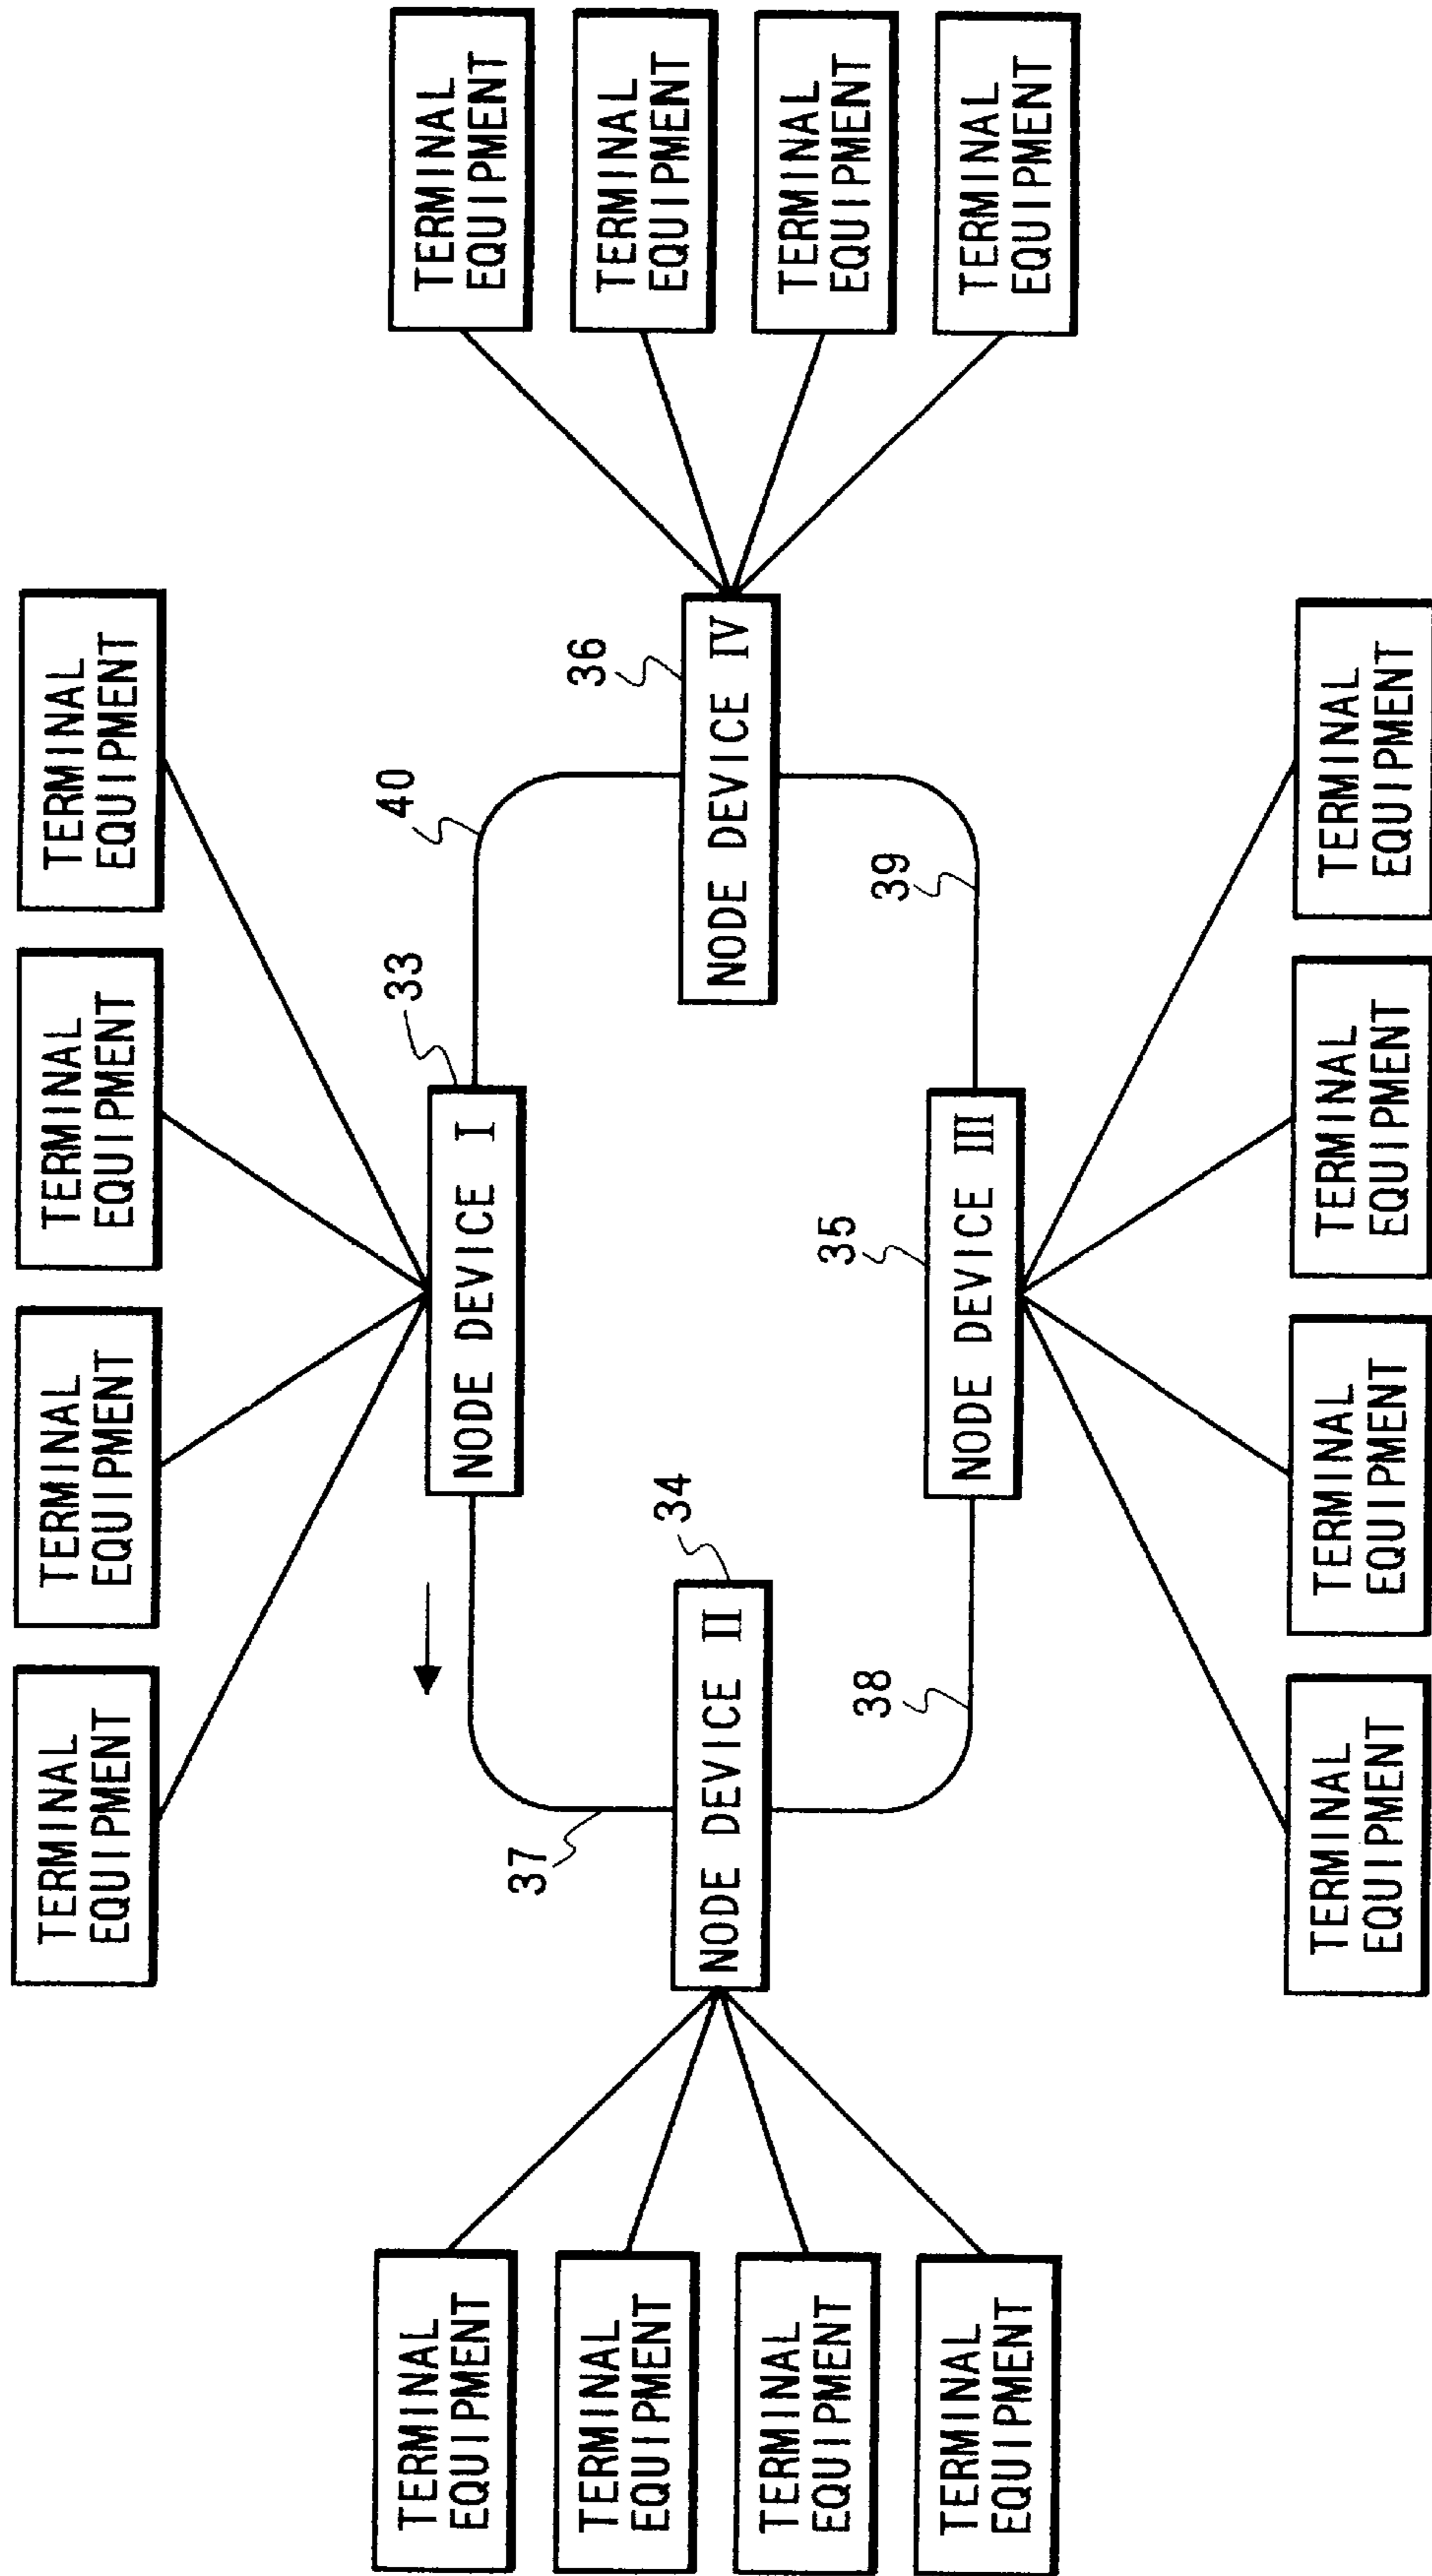 TERMINAL
EQUIPMENT
TERMINAL
EQUIPMENT
TERMINAL
EQUIPMENT
TERMINAL
EQUIPMENT
33
40
NODE DEVICE I
37
TERMINAL
EQUIPMENT
TERMINAL
EQUIPMENT
TERMINAL
EQUIPMENT
TERMINAL
EQUIPMENT
34
NODE DEVICE II
36
NODE DEVICE IV
TERMINAL
EQUIPMENT
TERMINAL
EQUIPMENT
TERMINAL
EQUIPMENT
TERMINAL
EQUIPMENT
38
35
39
NODE DEVICE III
TERMINAL
EQUIPMENT
TERMINAL
EQUIPMENT
TERMINAL
EQUIPMENT
TERMINAL
EQUIPMENT